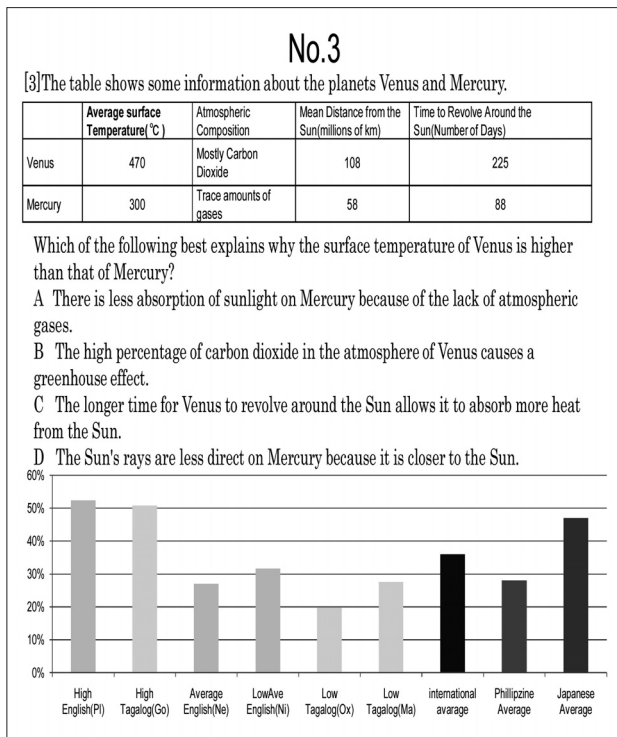 No.3
[3]The table shows some information about the planets Venus and Mercury.
Average surface Temperature(℃) Atmospheric Composition Mean Distance from the Sun(millions of km) Time to Revolve Around the Sun(Number of Days)
Venus 470 Mostly Carbon Dioxide 108 225
Mercury 300 Trace amounts of gases 58 88
Which of the following best explains why the surface temperature of Venus is higher
than that of Mercury?
A There is less absorption of sunlight on Mercury because of the lack of atmospheric
gases.
B The high percentage of carbon dioxide in the atmosphere of Venus causes a
greenhouse effect.
C The longer time for Venus to revolve around the Sun allows it to absorb more heat
from the Sun.
D The Sun's rays are less direct on Mercury because it is closer to the Sun.
60%
50%
40%
30%
20%
10%
0%
High English(Pl)
High Tagalog(Go)
Average English(Ne)
LowAve English(Ni)
Low Tagalog(Ox)
Low Tagalog(Ma)
international avarage
Phillipzine Average
Japanese Average